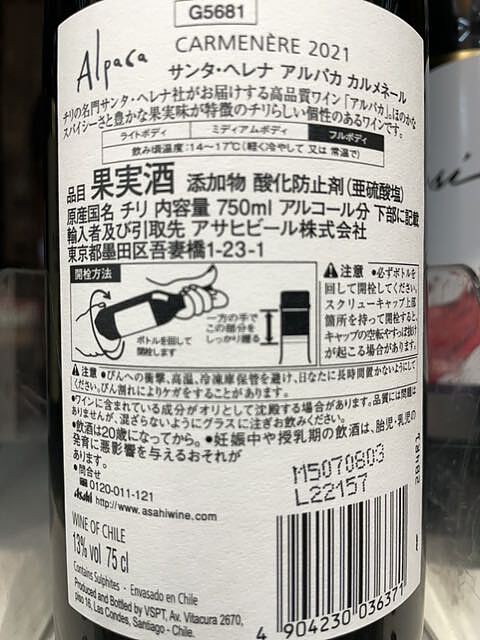 G5681
Alpaca
CARMENÈRE 2021
サンタ・ヘレナ アルパカ カルメネール
チリの名門サンタ・ヘレナ社がお届けする高品質ワイン「アルパカ」。ほのかな
スパイシーさと豊かな果実味が特徴のチリらしい個性のあるワインです。
ライトボディ ミディアムボディ フルボディ
飲み頃温度:14~17℃(軽く冷やして 又は 常温で)
品目 果実酒 添加物 酸化防止剤(亜硫酸塩)
原産国名 チリ 内容量 750ml アルコール分 下部に記載
輸入者及び引取先 アサヒビール株式会社
東京都墨田区吾妻橋1-23-1
開栓方法
ボトルを回して
開栓します
一方の手で
この部分を
しっかり握る
注意 ●必ずボトルを
回して開栓してください。
スクリューキャップ上部
箇所を持って開栓すると、
キャップの空転やすっぽ抜け
が起こる場合があります。
注意 ●びんへの衝撃、高温、冷凍庫保管を避け、日なたに長時間置かないようにして
ください。びん割れによりケガをすることがあります。
●ワインに含まれている成分がオリとして沈殿する場合があります。品質には問題は
ありませんが、混ざらないようにグラスに注ぎお飲みください。
●飲酒は20歳になってから。●妊娠中や授乳期の飲酒は、胎児・乳児の
発育に悪影響を与えるおそれが
あります。
●問合せ
0120-011-121
Asahi http://www.asahiwine.com
M5070803
L22157
WINE OF CHILE
13% vol 75 cl
Contains Sulphites - Envasado en Chile
Produced and Bottled by VSPT, Av. Vitacura 2670,
piso 16, Las Condes, Santiago - Chile.
4 904230 036371